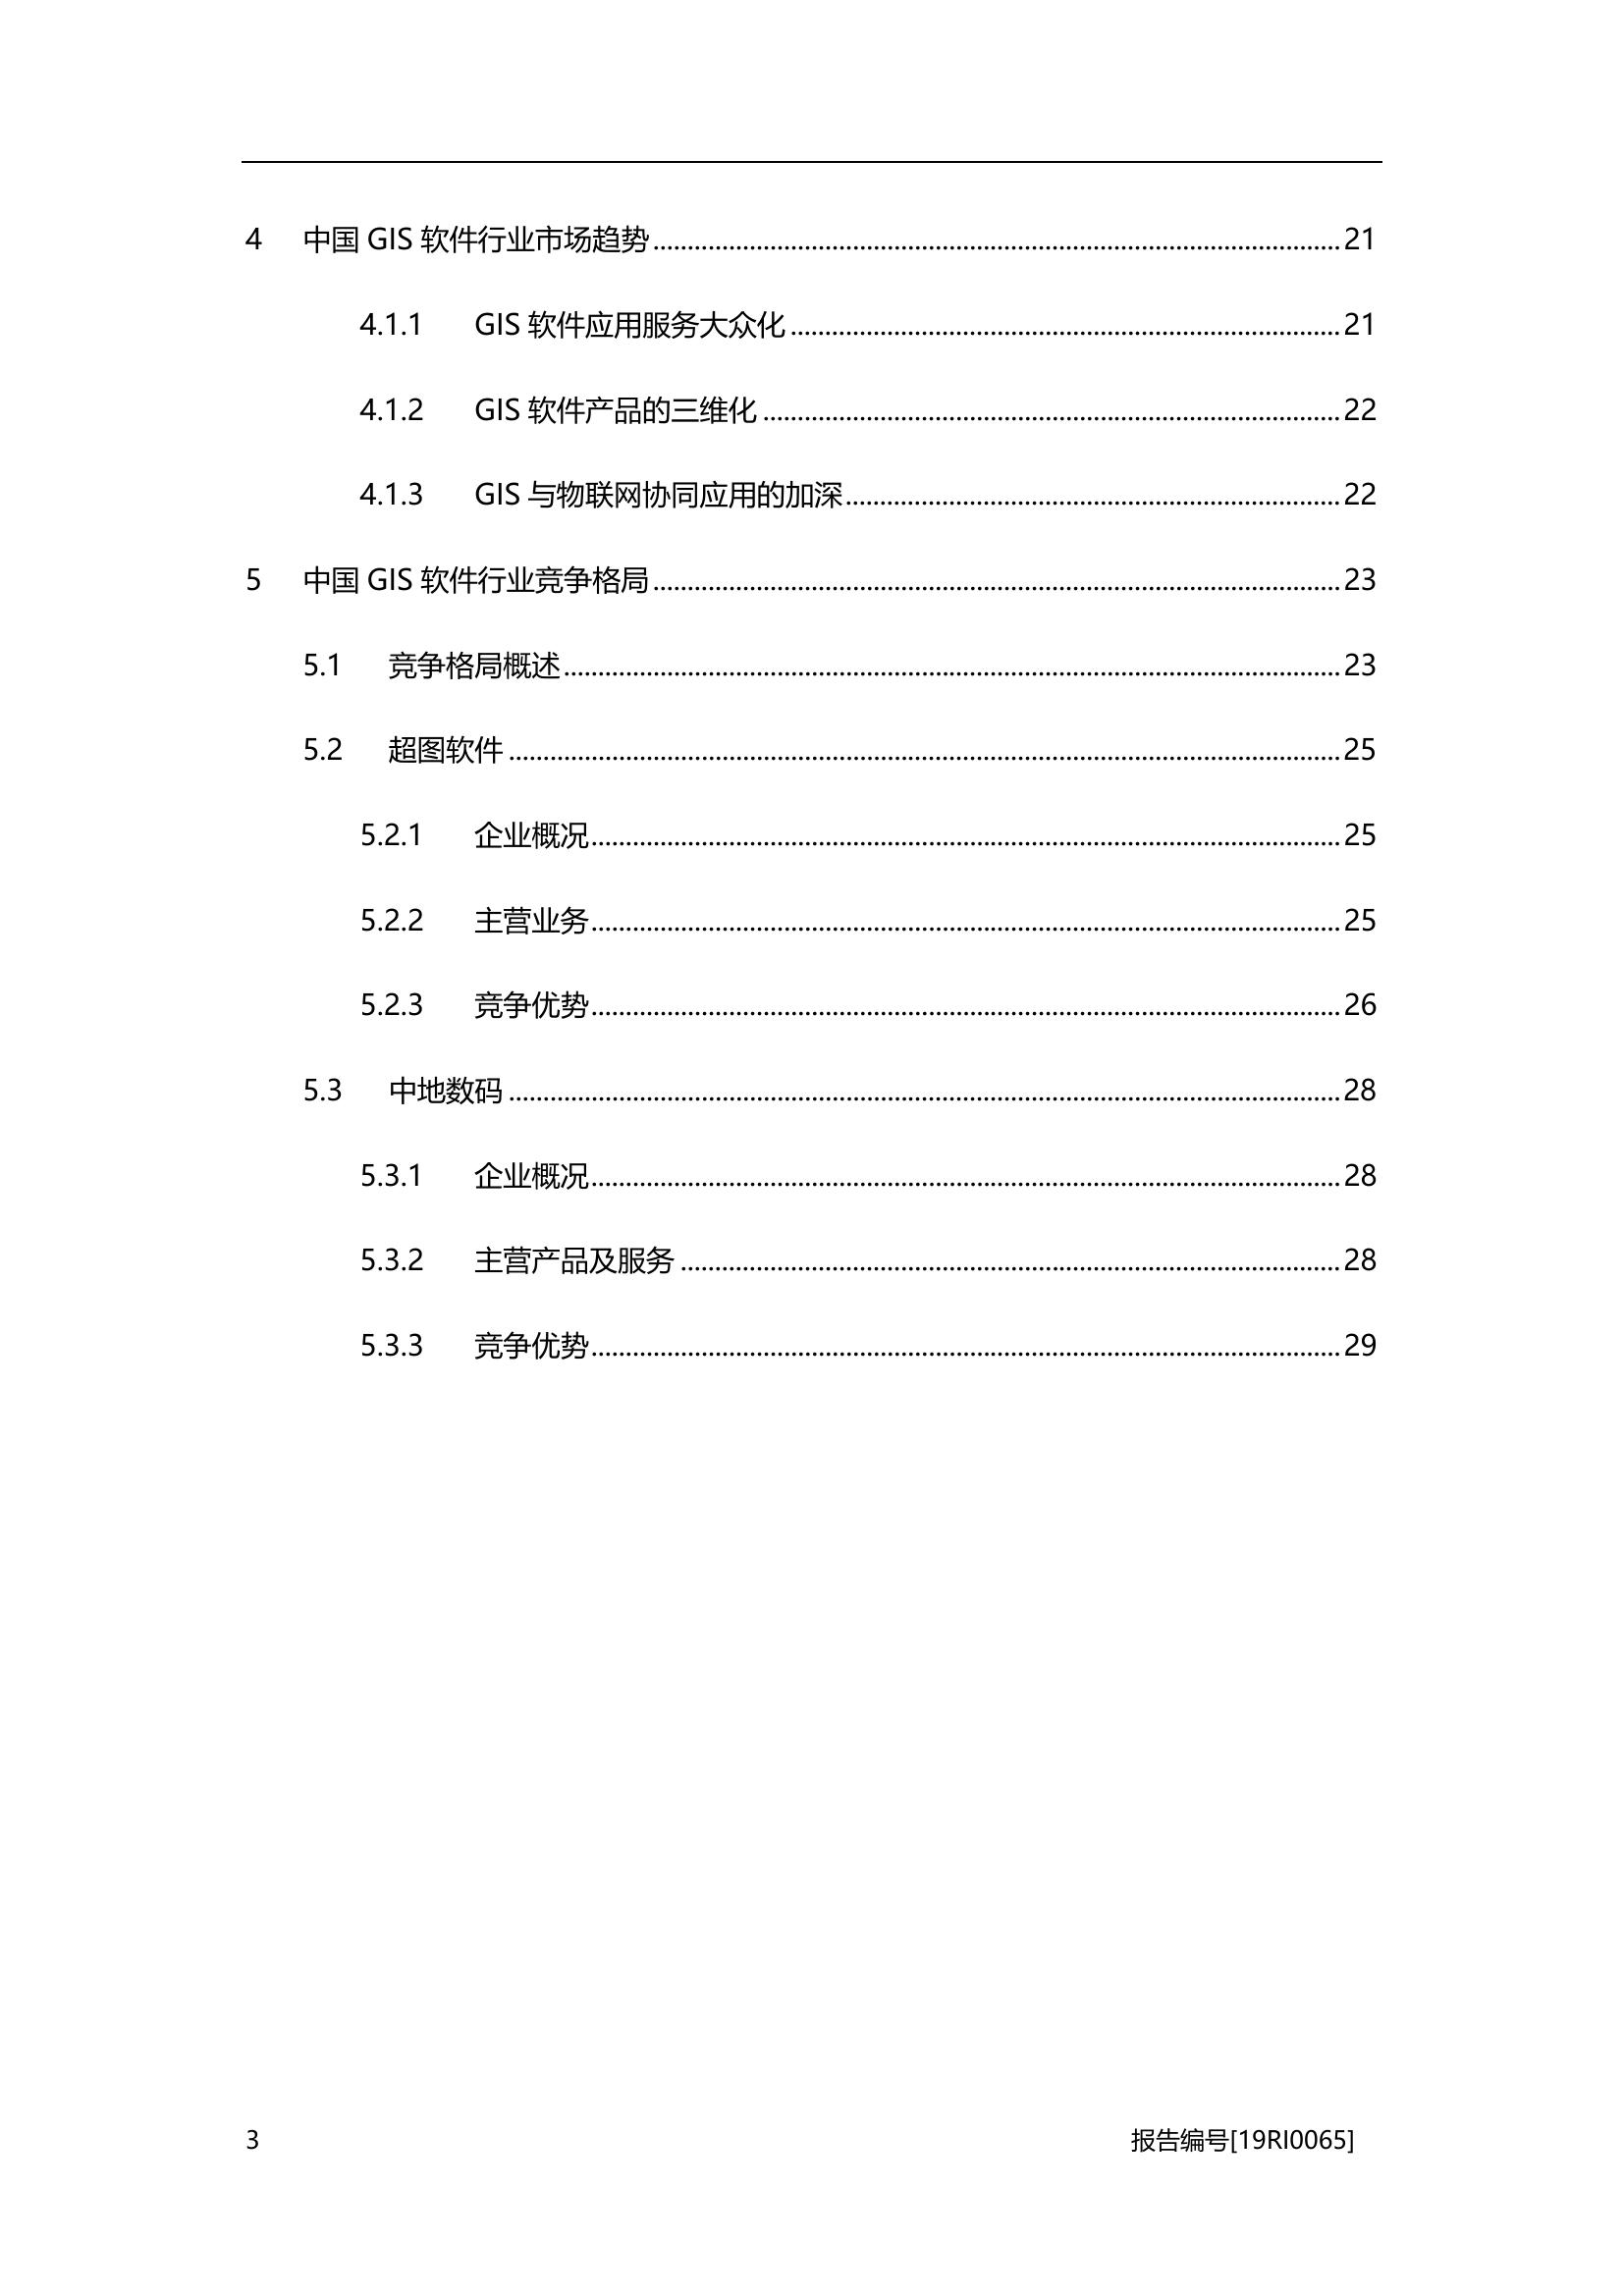 4 中国 GIS 软件行业市场趋势 ........ 21
4.1.1 GIS 软件应用服务大众化 ........ 21
4.1.2 GIS 软件产品的三维化 ........ 22
4.1.3 GIS 与物联网协同应用的加深 ........ 22
5 中国 GIS 软件行业竞争格局 ........ 23
5.1 竞争格局概述 ........ 23
5.2 超图软件 ........ 25
5.2.1 企业概况 ........ 25
5.2.2 主营业务 ........ 25
5.2.3 竞争优势 ........ 26
5.3 中地数码 ........ 28
5.3.1 企业概况 ........ 28
5.3.2 主营产品及服务 ........ 28
5.3.3 竞争优势 ........ 29
3 报告编号[19RI0065]